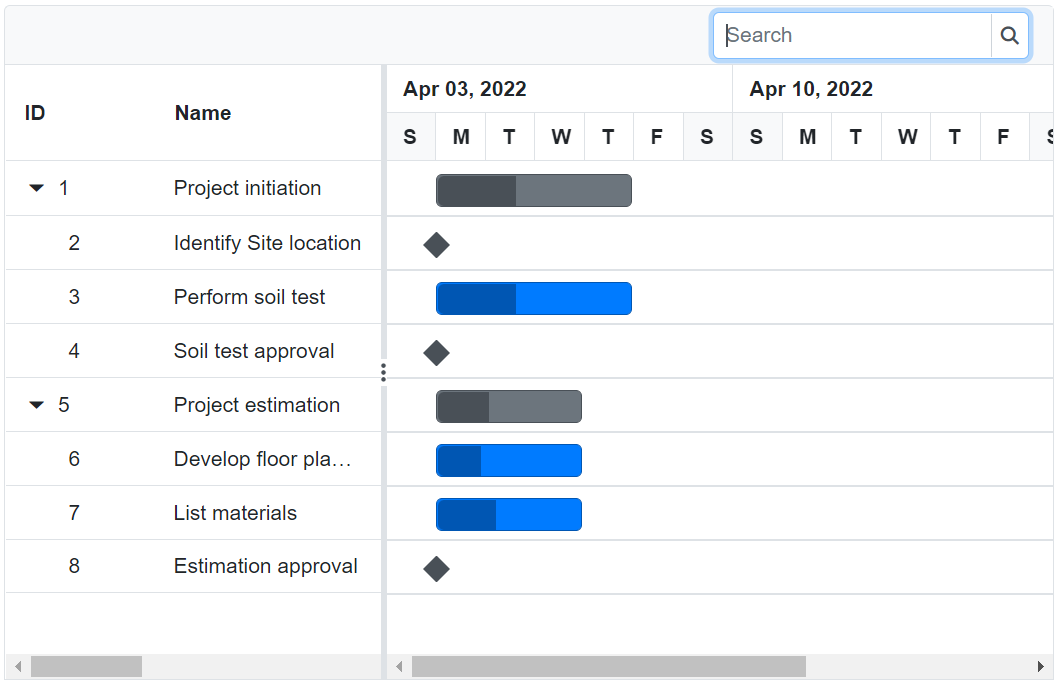 Search
ID Name Apr 03, 2022 Apr 10, 2022
S M T W T F S S M T W T F S
1 Project initiation
2 Identify Site location
3 Perform soil test
4 Soil test approval
5 Project estimation
6 Develop floor pla…
7 List materials
8 Estimation approval